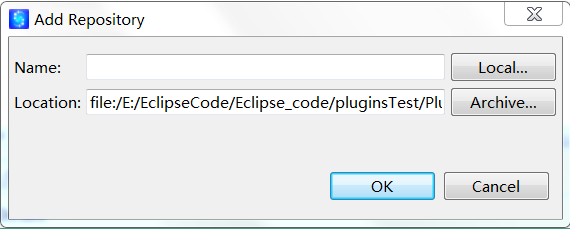 Add Repository
Name:
Local...
Location: file:/E:/EclipseCode/Eclipse_code/pluginsTest/Plu
Archive...
OK
Cancel